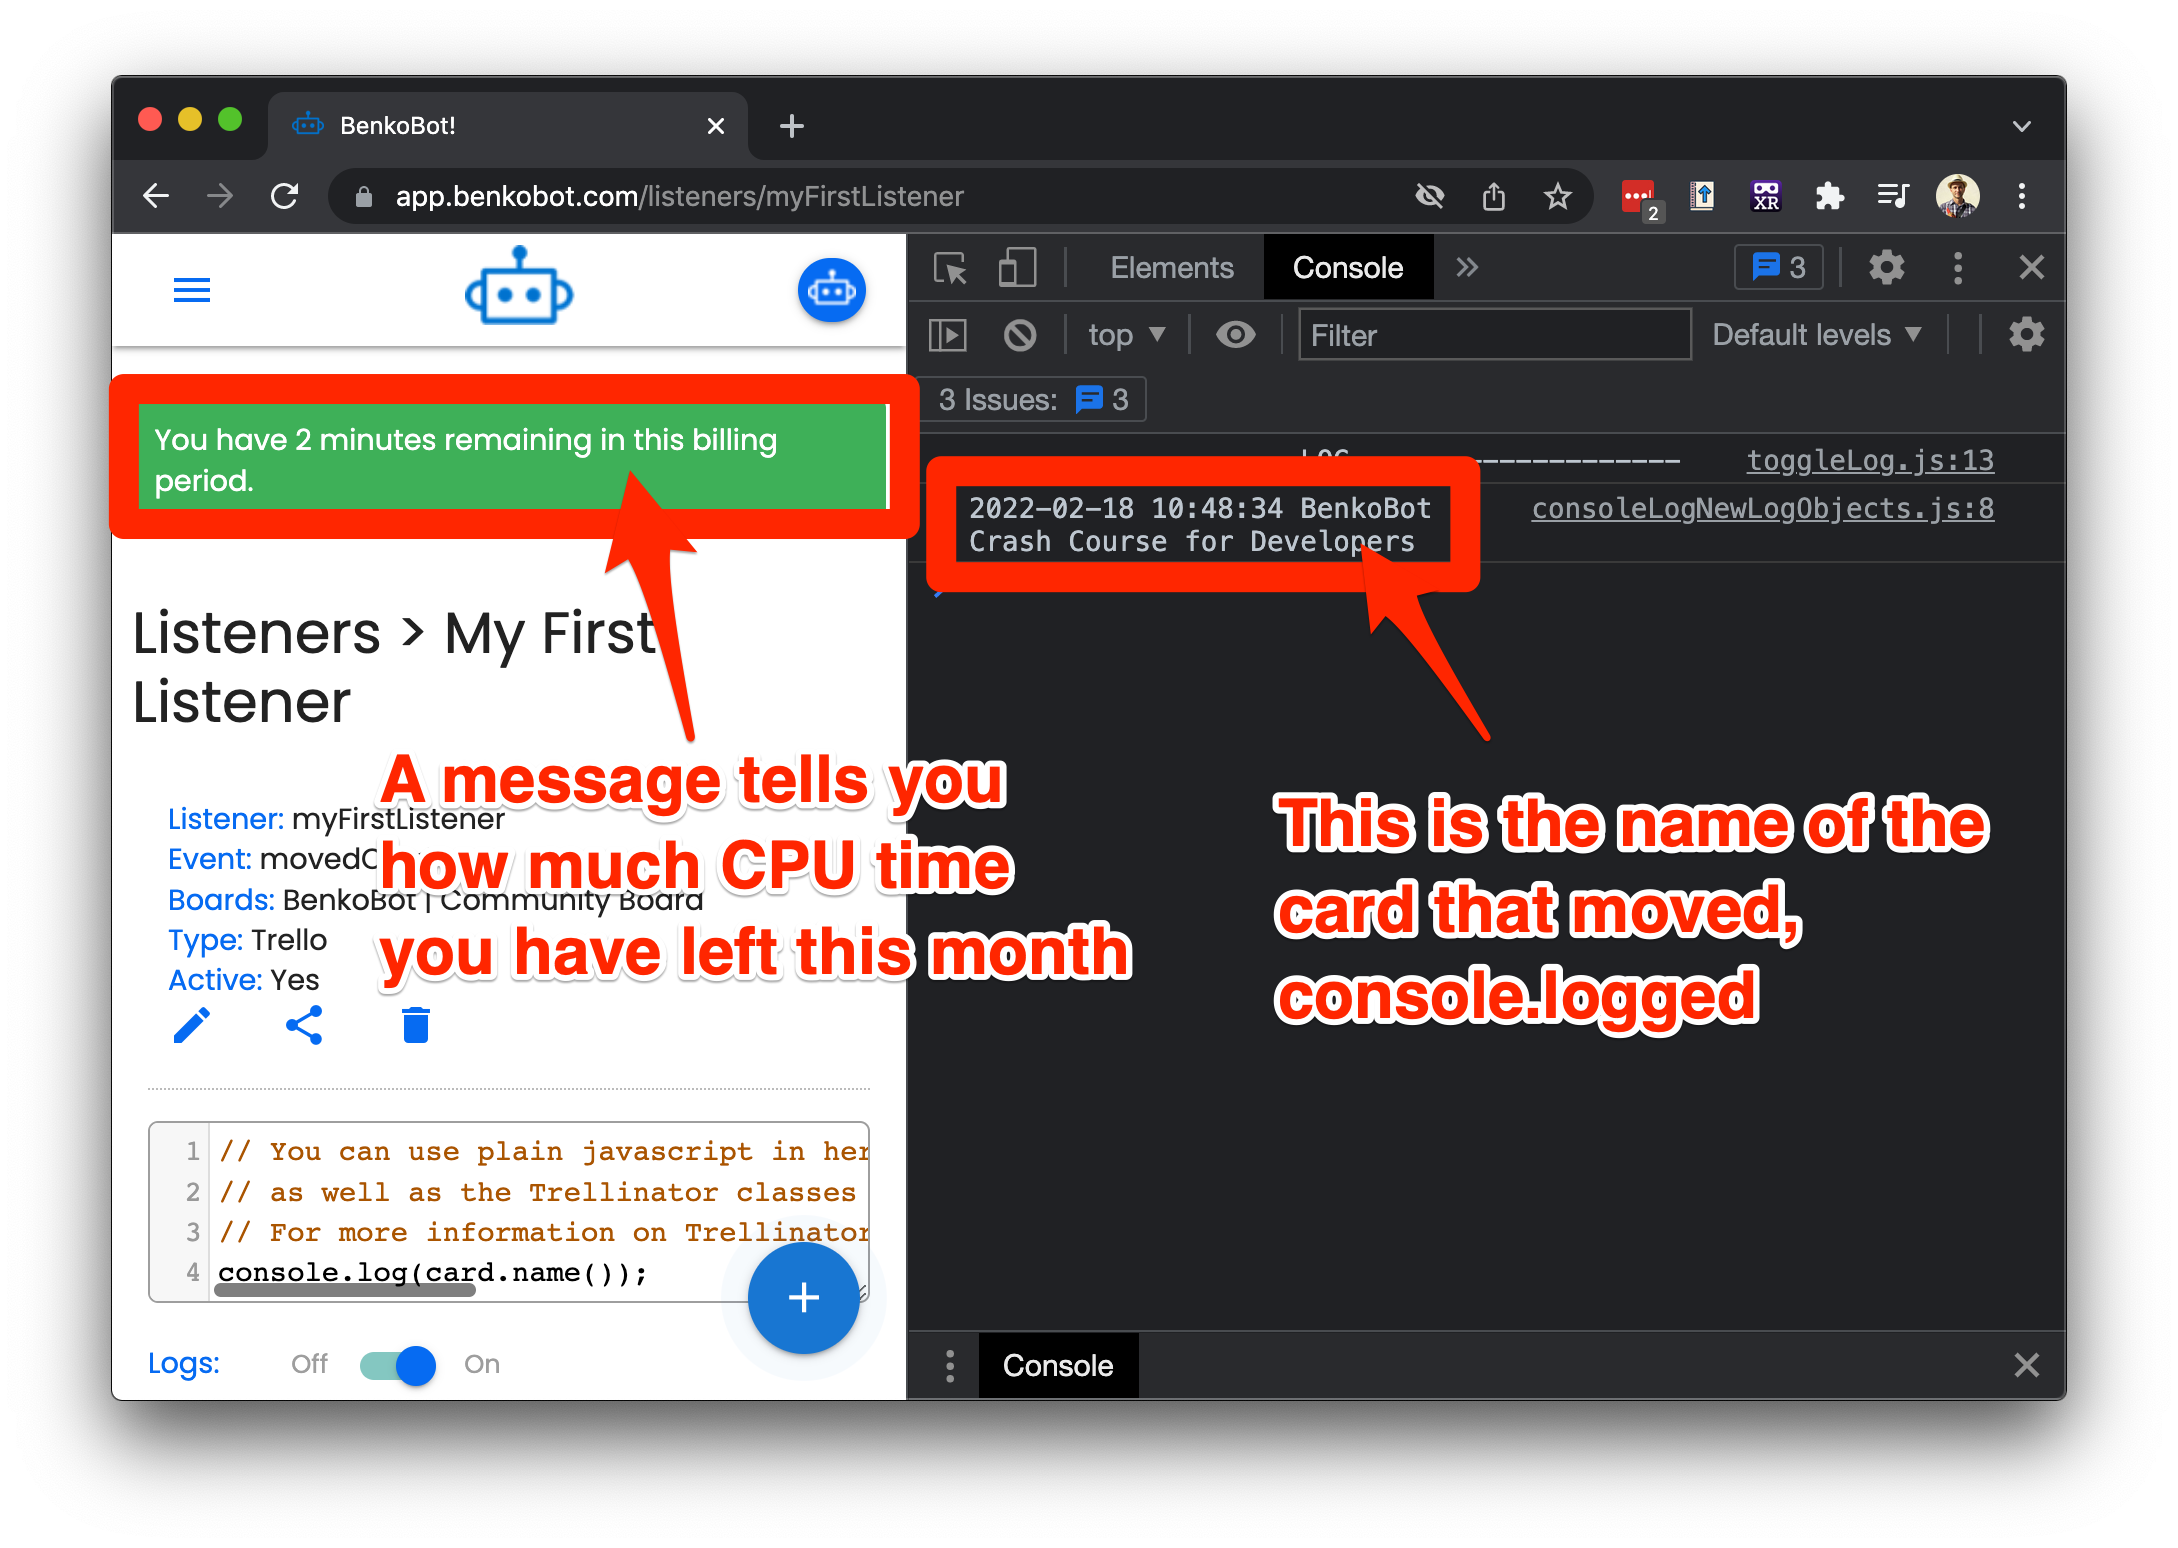 BenkoBot!
app.benkobot.com/listeners/myFirstListener
2
XR
Elements
Console
3
top
Filter
Default levels
3 Issues:
3
You have 2 minutes remaining in this billing
period.
toggleLog.js:13
2022-02-18 10:48:34 BenkoBot
Crash Course for Developers
consoleLogNewLogObjects.js:8
Listeners > My First
Listener
A message tells you
how much CPU time
you have left this month
This is the name of the
card that moved,
console.logged
Listener: myFirstListener
Event:
Boards: BenkoBot | Community Board
Type: Trello
Active: Yes
1 // You can use plain javascript in her
2 // as well as the Trellinator classes
3 // For more information on Trellinator
4 console.log(card.name());
Logs:
Off
On
Console